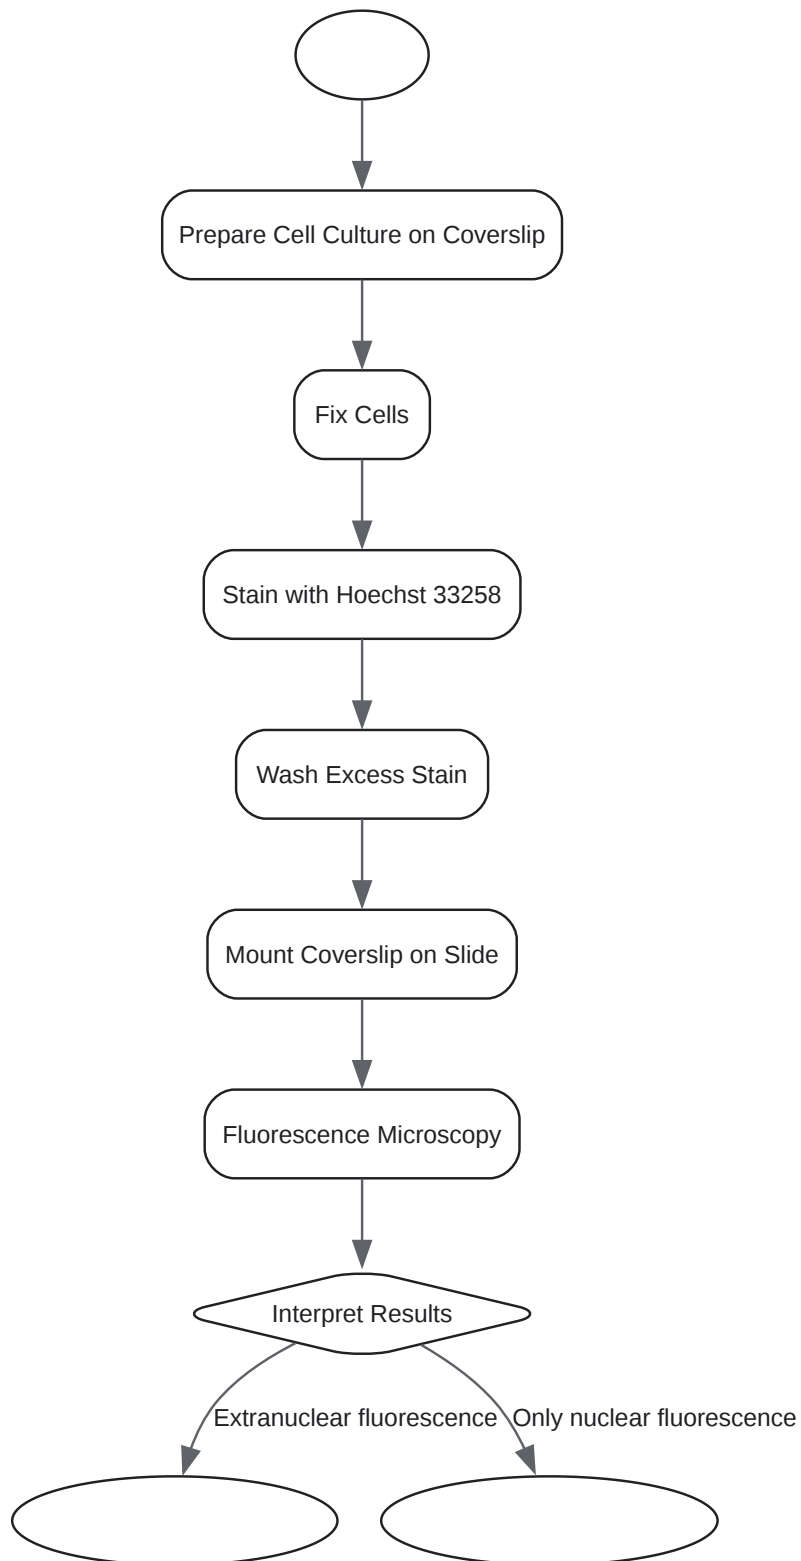 Prepare Cell Culture on Coverslip
Fix Cells
Stain with Hoechst 33258
Wash Excess Stain
Mount Coverslip on Slide
Fluorescence Microscopy
Interpret Results
Extranuclear fluorescence
Only nuclear fluorescence